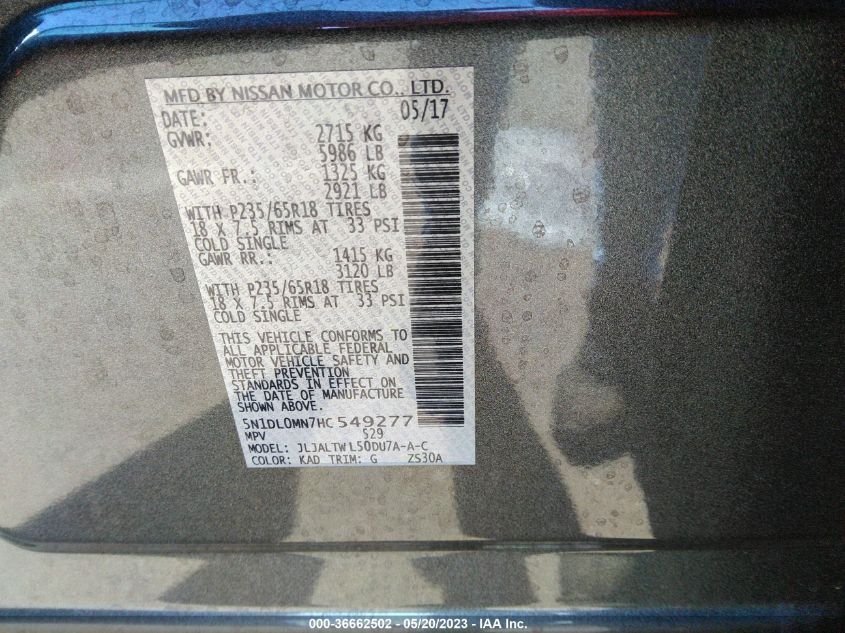 MFD BY NISSAN MOTOR CO., LTD.
DATE: 05/17
GVWR: 2715 KG
5986 LB
GAWR FR.: 1325 KG
2921 LB
WITH P235/65R18 TIRES
18 X 7.5 RIMS AT 33 PSI
COLD SINGLE
GAWR RR.: 1415 KG
3120 LB
WITH P235/65R18 TIRES
18 X 7.5 RIMS AT 33 PSI
COLD SINGLE
THIS VEHICLE CONFORMS TO
ALL APPLICABLE FEDERAL
MOTOR VEHICLE SAFETY AND
THEFT PREVENTION
STANDARDS IN EFFECT ON
THE DATE OF MANUFACTURE
SHOWN ABOVE.
5N1DL0MN7HC549277
MPV S29
MODEL: JLJALTWL50DU7A-A-C
COLOR: KAD TRIM: G ZS30A
000-36662502 - 05/20/2023 - IAA Inc.